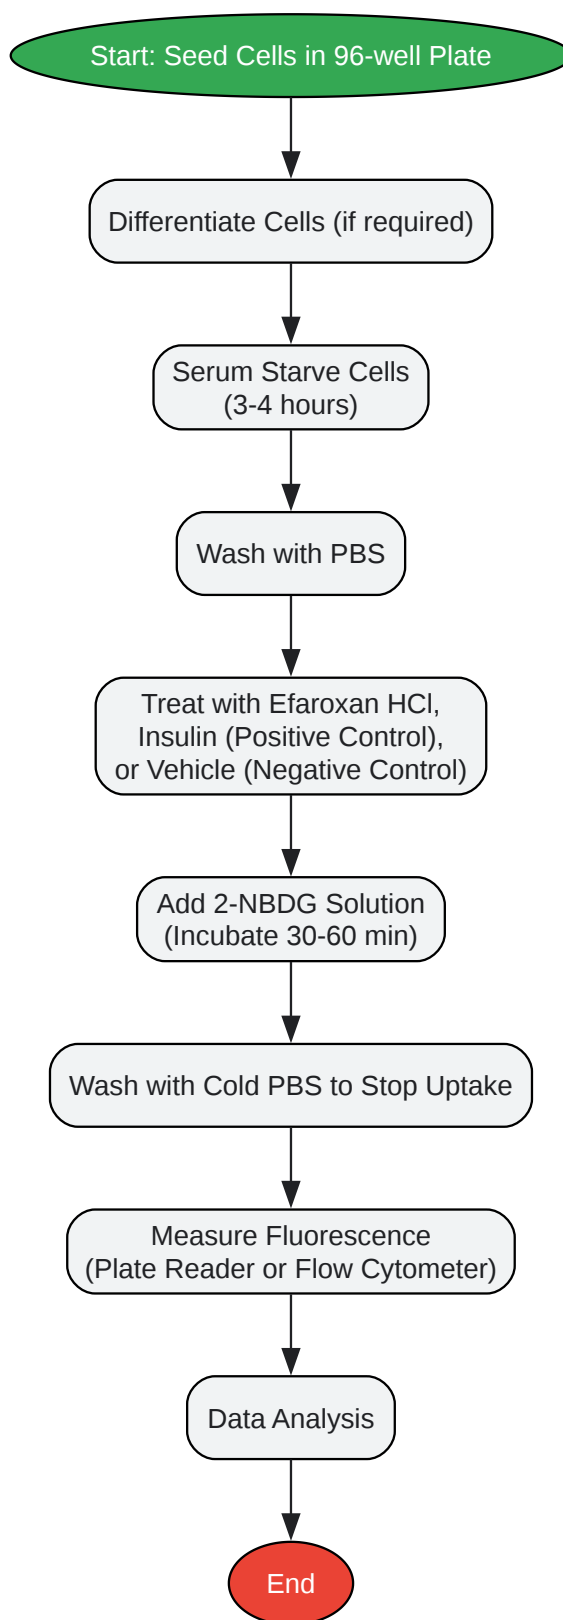 Start: Seed Cells in 96-well Plate
Differentiate Cells (if required)
Serum Starve Cells
(3-4 hours)
Wash with PBS
Treat with Efaroxan HCl,
Insulin (Positive Control),
or Vehicle (Negative Control)
Add 2-NBDG Solution
(Incubate 30-60 min)
Wash with Cold PBS to Stop Uptake
Measure Fluorescence
(Plate Reader or Flow Cytometer)
Data Analysis
End